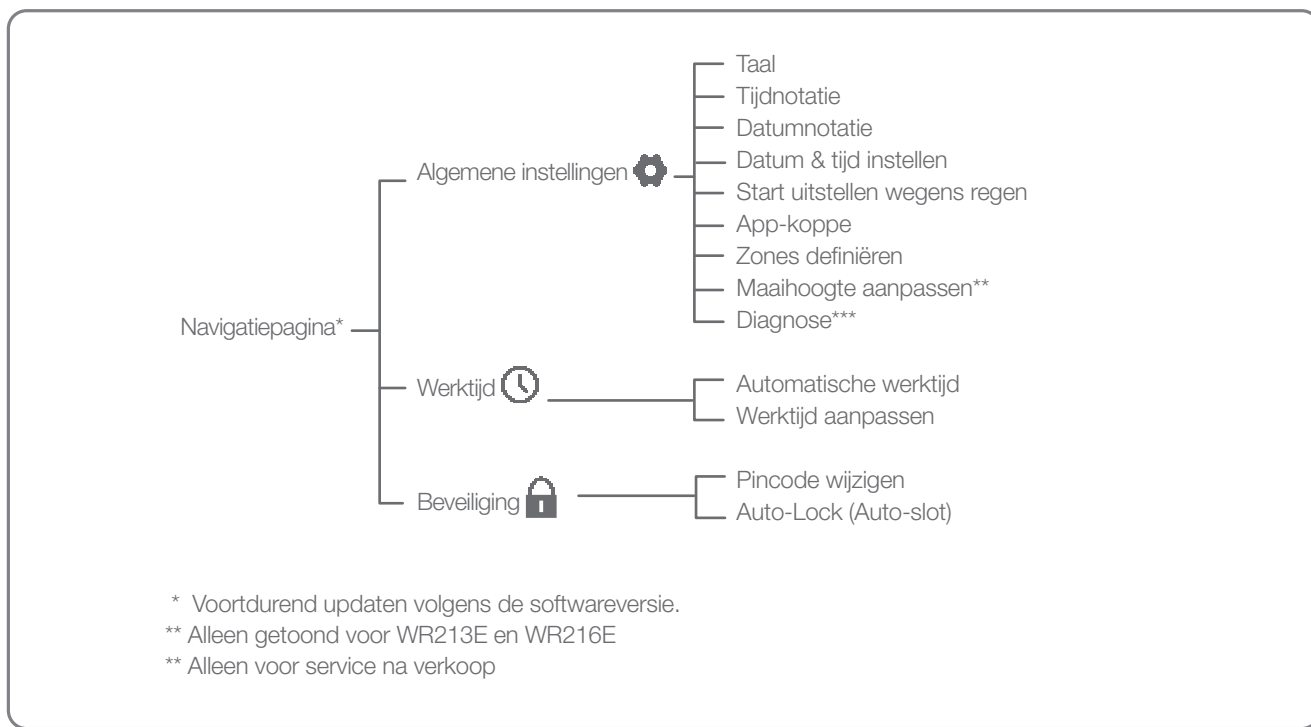 Navigatiepagina*
Algemene instellingen
Taal
Tijdnotatie
Datumnotatie
Datum & tijd instellen
Start uitstellen wegens regen
App-koppe
Zones definiëren
Maaihoogte aanpassen**
Diagnose***
Werktijd
Automatische werktijd
Werktijd aanpassen
Beveiliging
Pincode wijzigen
Auto-Lock (Auto-slot)
* Voortdurend updaten volgens de softwareversie.
** Alleen getoond voor WR213E en WR216E
** Alleen voor service na verkoop